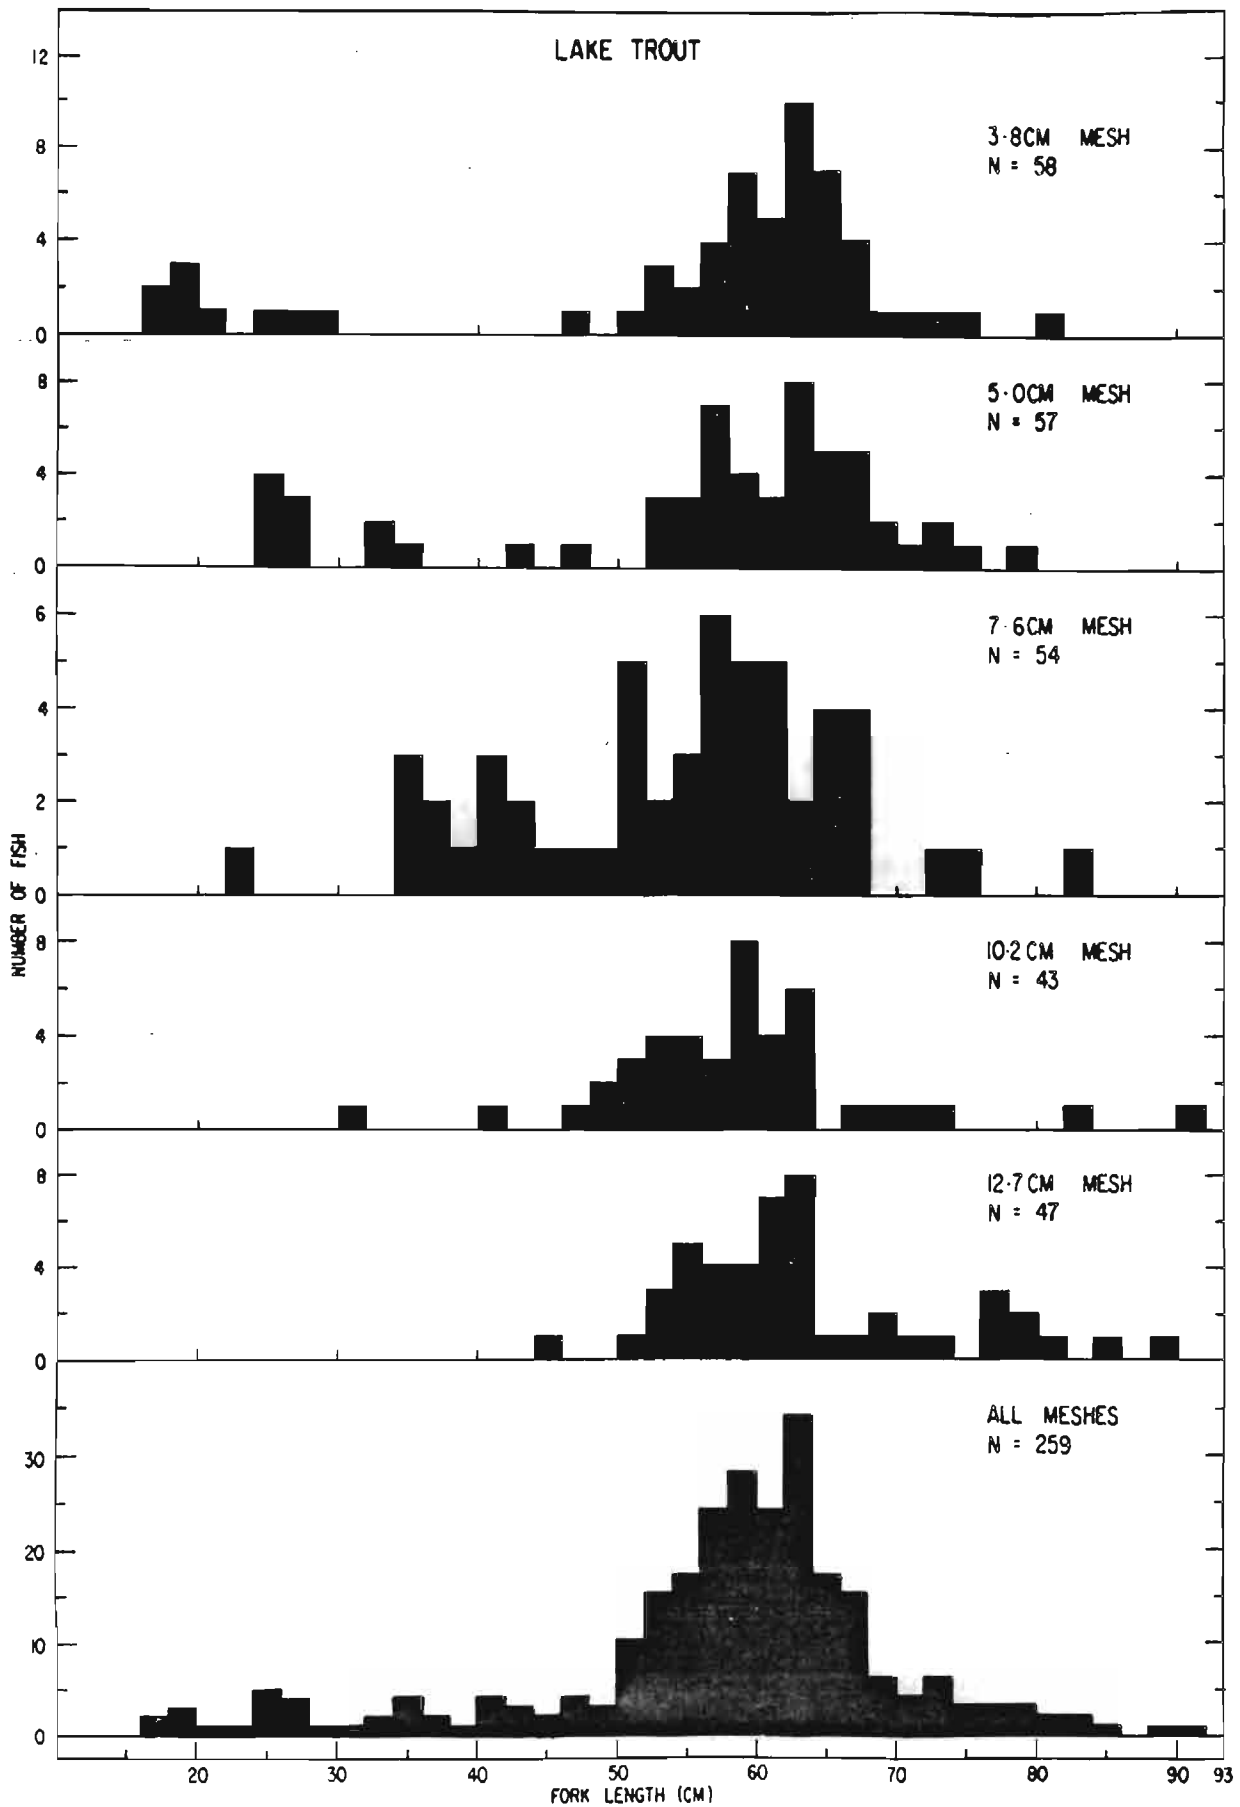 LAKE TROUT
12
8
4
0
3·8CM MESH
N = 58
8
4
0
5·0CM MESH
N = 57
6
4
2
0
7·6CM MESH
N = 54
NUMBER OF FISH
8
4
0
10·2CM MESH
N = 43
8
4
0
12·7CM MESH
N = 47
30
20
10
0
ALL MESHES
N = 259
20 30 40 50 60 70 80 90 93
FORK LENGTH (CM)